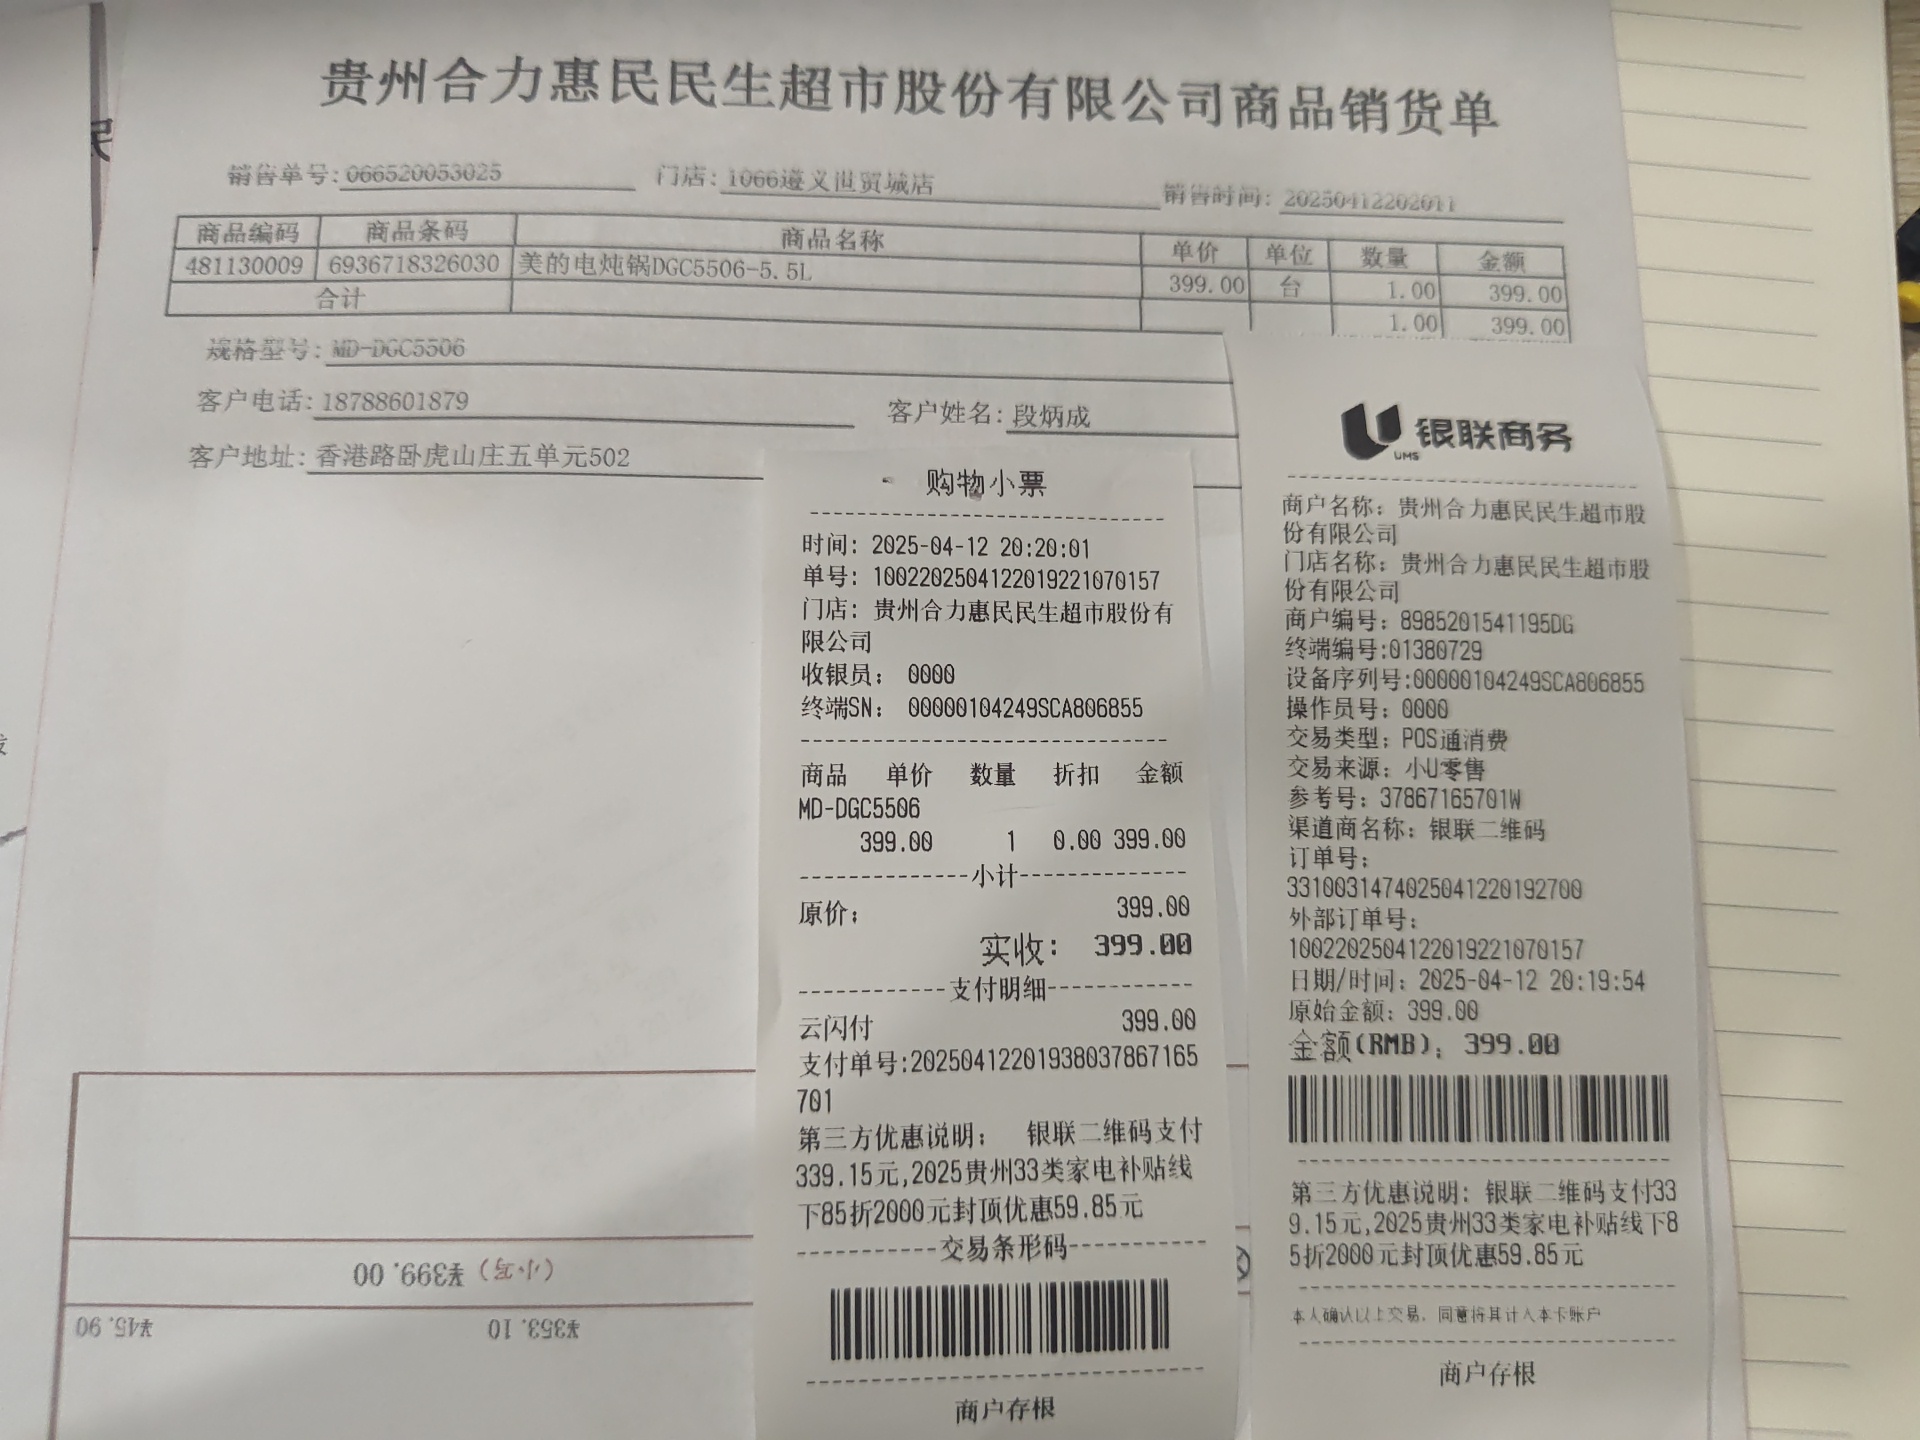 贵州合力惠民民生超市股份有限公司商品销货单
销售单号:066520053025 门店:1066遵义世贸城店 销售时间:20250412202011
商品编码 商品条码 商品名称 单价 单位 数量 金额
481130009 6936718326030 美的电炖锅DGC5506-5.5L 399.00 台 1.00 399.00
合计 1.00 399.00
规格型号:MD-DGC5506
客户电话:18788601879 客户姓名:段炳成
客户地址:香港路卧虎山庄五单元502
购物小票
时间: 2025-04-12 20:20:01
单号: 10022025041220192210​70157
门店: 贵州合力惠民民生超市股份有
限公司
收银员: 0000
终端SN: 00000104249SCA806855
商品 单价 数量 折扣 金额
MD-DGC5506
399.00 1 0.00 399.00
小计
原价: 399.00
实收: 399.00
支付明细
云闪付 399.00
支付单号:202504122019380378​67165
701
第三方优惠说明: 银联二维码支付
339.15元,2025贵州33类家电补贴线
下85折2000元封顶优惠59.85元
交易条形码
商户存根
银联商务
UMS
商户名称: 贵州合力惠民民生超市股
份有限公司
门店名称: 贵州合力惠民民生超市股
份有限公司
商户编号: 8985201541195DG
终端编号:01380729
设备序列号:00000104249SCA806855
操作员号: 0000
交易类型: POS通消费
交易来源: 小U零售
参考号: 37867165701W
渠道商名称: 银联二维码
订单号:
33100314740250412201927​00
外部订单号:
10022025041220192210​70157
日期/时间: 2025-04-12 20:19:54
原始金额: 399.00
金额(RMB): 399.00
第三方优惠说明: 银联二维码支付33
9.15元,2025贵州33类家电补贴线下8
5折2000元封顶优惠59.85元
本人确认以上交易, 同意将其计入本卡账户
商户存根
(小写) ¥399.00
¥353.10 ¥45.90